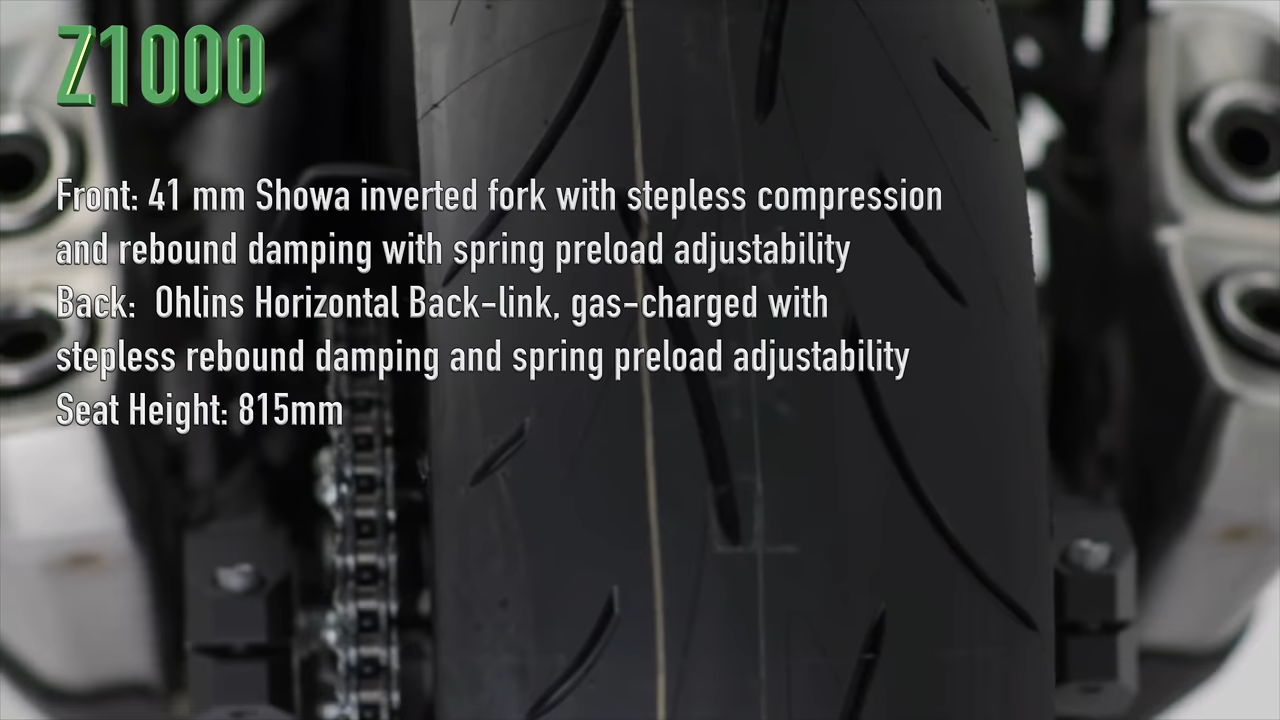 Z1000
Front: 41 mm Showa inverted fork with stepless compression
and rebound damping with spring preload adjustability
Back:  Ohlins Horizontal Back-link, gas-charged with
stepless rebound damping and spring preload adjustability
Seat Height: 815mm